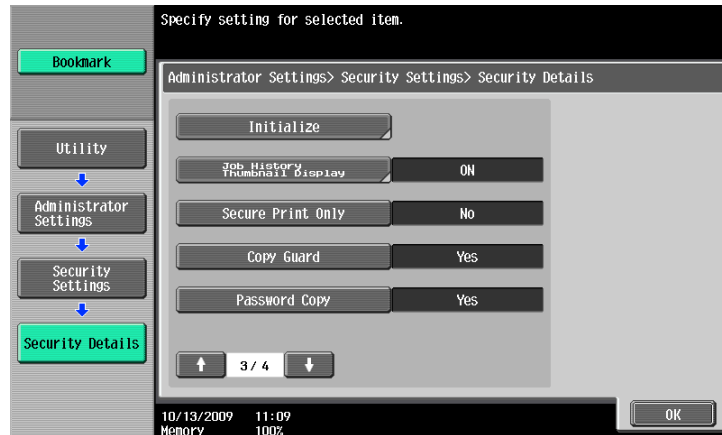 Specify setting for selected item.
Bookmark
Administrator Settings> Security Settings> Security Details
Utility
Administrator
Settings
Security
Settings
Security Details
Initialize
Job History
Thumbnail Display
ON
Secure Print Only
No
Copy Guard
Yes
Password Copy
Yes
3/ 4
OK
10/13/2009 11:09
Memory 100%